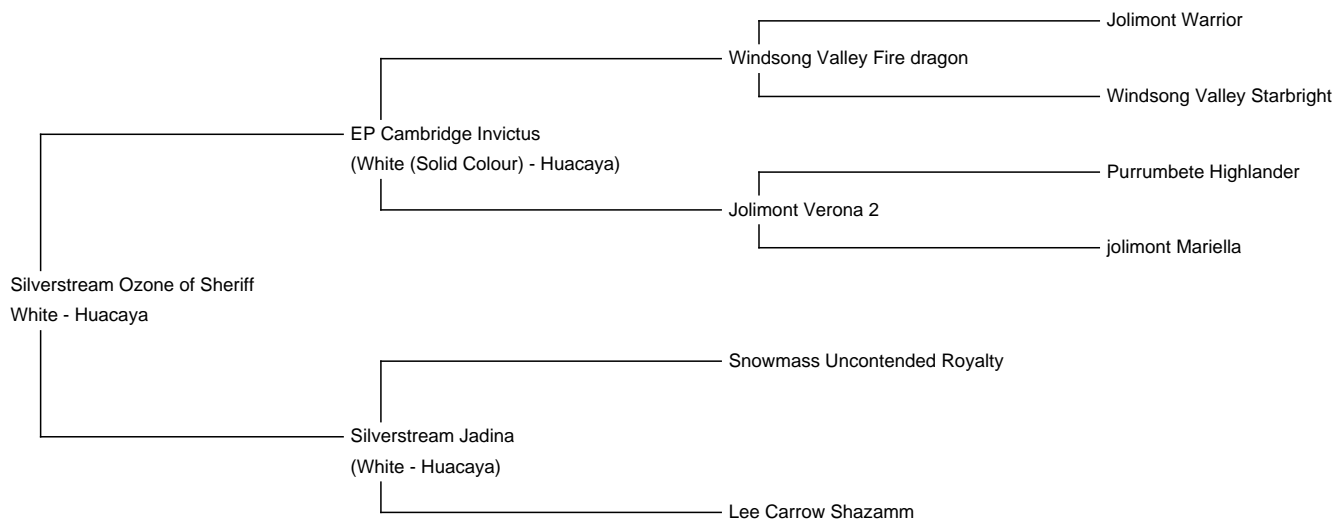 Jolimont Warrior
Windsong Valley Fire dragon
Windsong Valley Starbright
EP Cambridge Invictus
(White (Solid Colour) - Huacaya)
Purrumbete Highlander
Jolimont Verona 2
jolimont Mariella
Silverstream Ozone of Sheriff
White - Huacaya
Snowmass Uncontended Royalty
Silverstream Jadina
(White - Huacaya)
Lee Carrow Shazamm